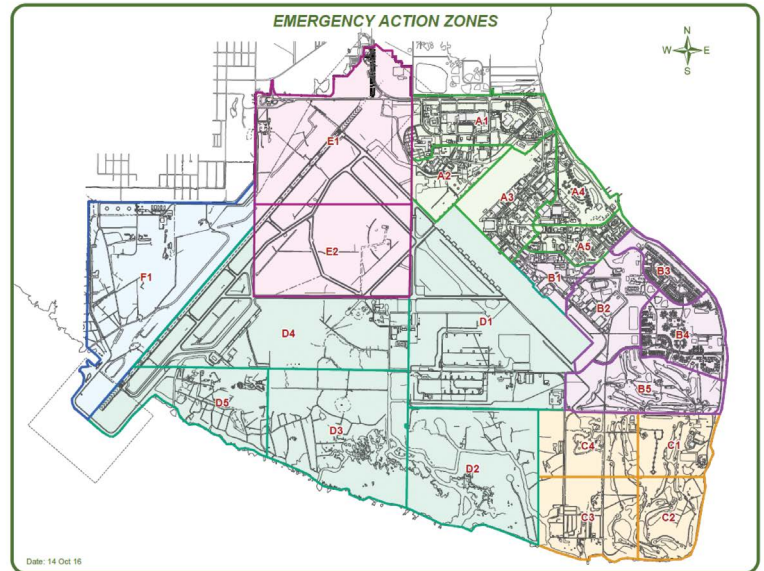 EMERGENCY ACTION ZONES
N
W E
S
A1
E1
A2
A3
A4
A5
E2
F1
B1
B3
B2
D1
D4
B4
B5
D5
D3
C4
C1
D2
C3
C2
Date: 14 Oct 16